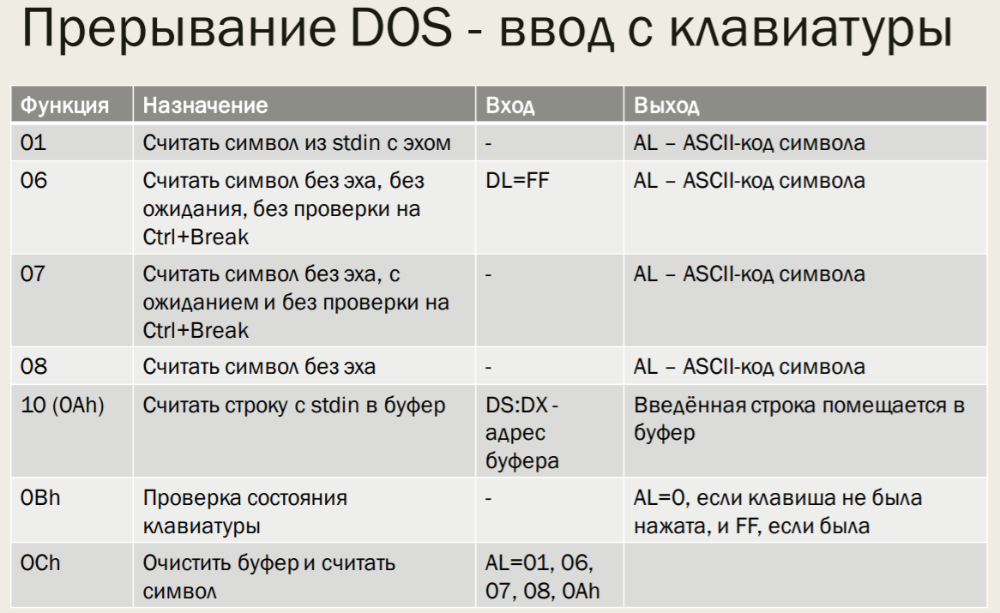 Прерывание DOS - ввод с клавиатуры
Функция Назначение Вход Выход
01 Считать символ из stdin с эхом - AL – ASCII-код символа
06 Считать символ без эха, без DL=FF AL – ASCII-код символа
ожидания, без проверки на
Ctrl+Break
07 Считать символ без эха, с - AL – ASCII-код символа
ожиданием и без проверки на
Ctrl+Break
08 Считать символ без эха - AL – ASCII-код символа
10 (0Ah) Считать строку с stdin в буфер DS:DX - Введённая строка помещается в
адрес буфер
буфера
0Bh Проверка состояния - AL=0, если клавиша не была
клавиатуры нажата, и FF, если была
0Ch Очистить буфер и считать AL=01, 06,
символ 07, 08, 0Ah